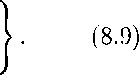 } . (8.9)